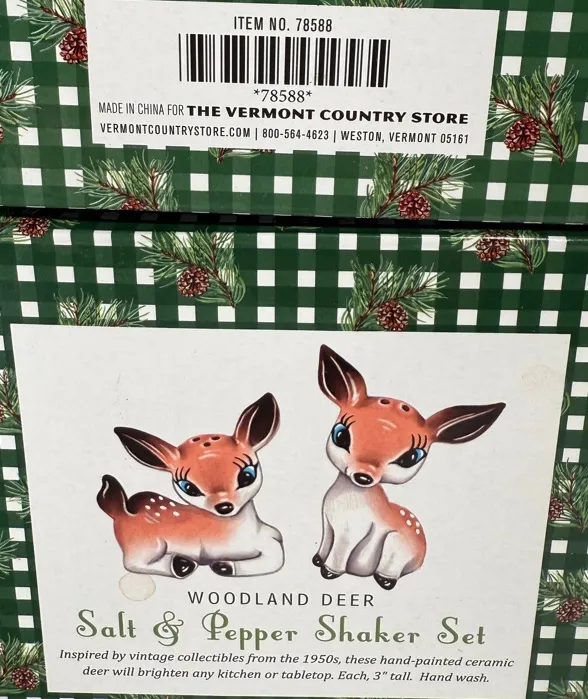 ITEM NO. 78588
*78588*
MADE IN CHINA FOR THE VERMONT COUNTRY STORE
VERMONTCOUNTRYSTORE.COM | 800-564-4623 | WESTON, VERMONT 05161
WOODLAND DEER
Salt & Pepper Shaker Set
Inspired by vintage collectibles from the 1950s, these hand-painted ceramic
deer will brighten any kitchen or tabletop. Each, 3" tall. Hand wash.